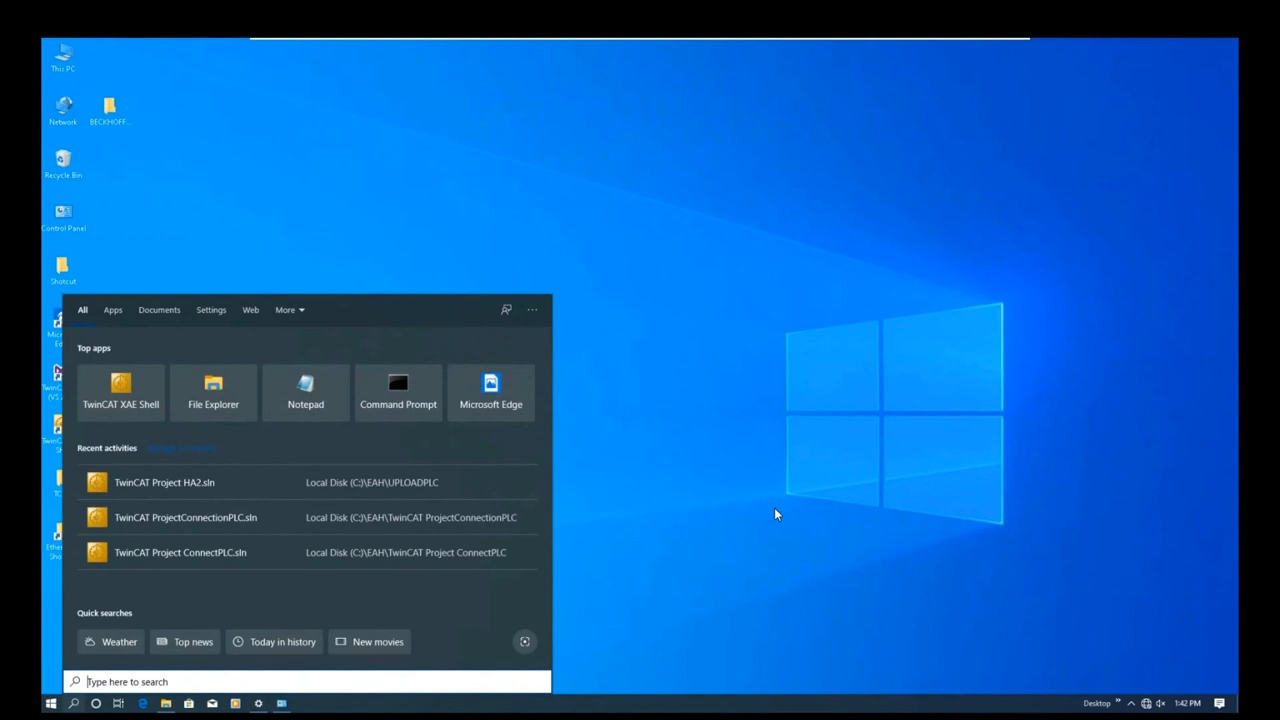 This PC
Network
BECKHOFF...
Recycle Bin
Control Panel
Shotcut
All
Apps
Documents
Settings
Web
More
Top apps
TwinCAT XAE Shell
File Explorer
Notepad
Command Prompt
Microsoft Edge
Recent activities
TwinCAT Project HA2.sln
Local Disk (C:)\EAH\UPLOADPLC
TwinCAT ProjectConnectionPLC.sln
Local Disk (C:)\EAH\TwinCAT ProjectConnectionPLC
TwinCAT Project ConnectPLC.sln
Local Disk (C:)\EAH\TwinCAT Project ConnectPLC
Quick searches
Weather
Top news
Today in history
New movies
Type here to search
Desktop
1:42 PM